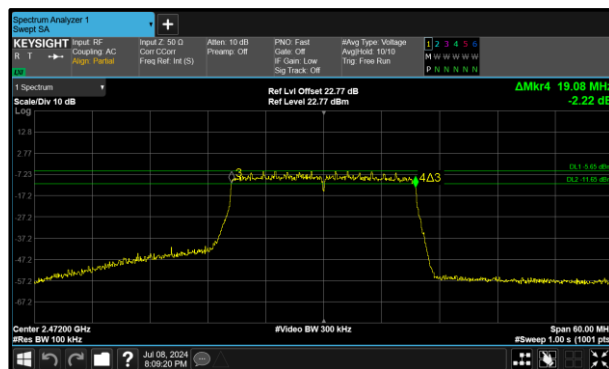 Spectrum Analyzer 1
Swept SA
+
KEYSIGHT
R T
Input: RF
Coupling: AC
Align: Partial
Input Z: 50 Ω
Corr CCorr
Freq Ref: Int (S)
Atten: 10 dB
Preamp: Off
PNO: Fast
Gate: Off
IF Gain: Low
Sig Track: Off
#Avg Type: Voltage
Avg|Hold: 10/10
Trig: Free Run
1 2 3 4 5 6
M W W W W W
P N N N N N
1 Spectrum
Scale/Div 10 dB
Ref Lvl Offset 22.77 dB
Ref Level 22.77 dBm
ΔMkr4 19.08 MHz
-2.22 dB
Log
12.8
2.77
-7.23
-17.2
-27.2
-37.2
-47.2
-57.2
-67.2
3
4Δ3
DL1 -5.65 dBm
DL2 -11.65 dBm
Center 2.47200 GHz
#Video BW 300 kHz
Span 60.00 MHz
#Res BW 100 kHz
#Sweep 1.00 s (1001 pts)
?
Jul 08, 2024
8:09:20 PM